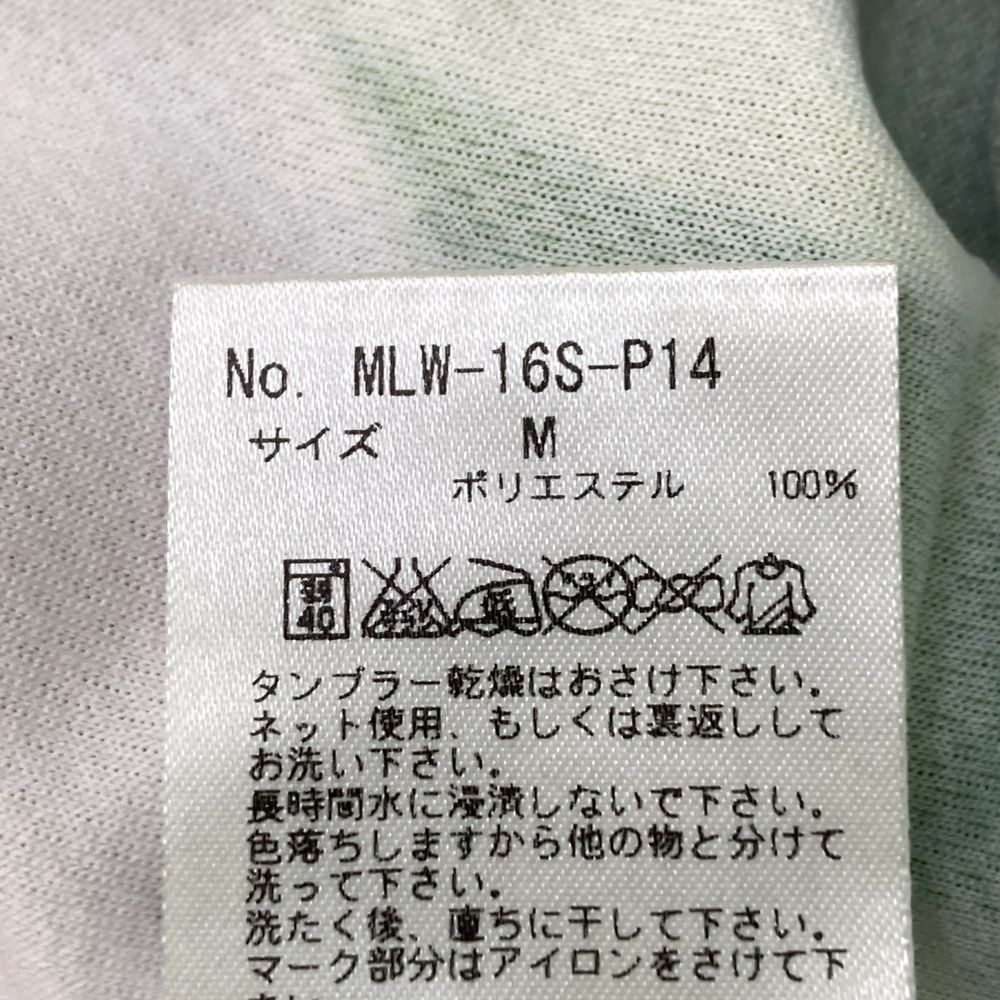 No. MLW-16S-P14
サイズ M
ポリエステル 100%
40
低
タンブラー乾燥はおさけ下さい。
ネット使用、もしくは裏返しして
お洗い下さい。
長時間水に浸漬しないで下さい。
色落ちしますから他の物と分けて
洗って下さい。
洗たく後、直ちに干して下さい。
マーク部分はアイロンをさけて下